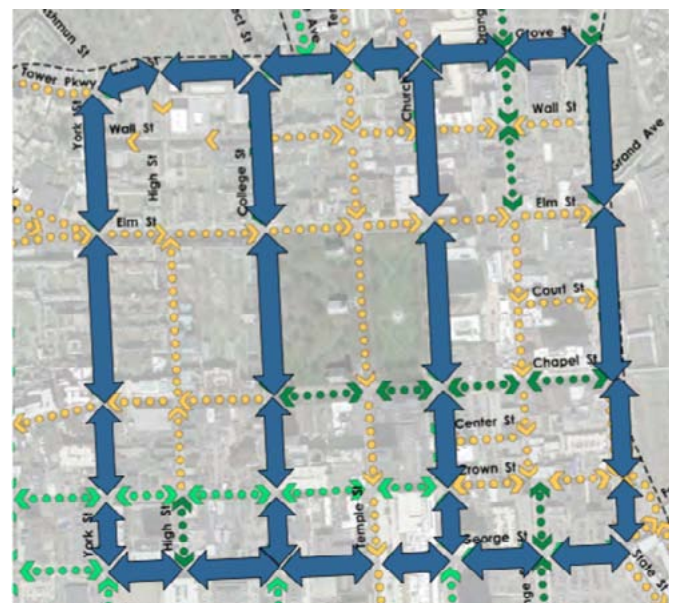 shmun St
Tower Pkwy
Grove St
York St
Wall St
High St
College St
Church
Wall St
Grand Ave
Elm St
Elm St
Court St
Chapel St
Center St
Crown St
York St
High St
Temple St
George St
State St